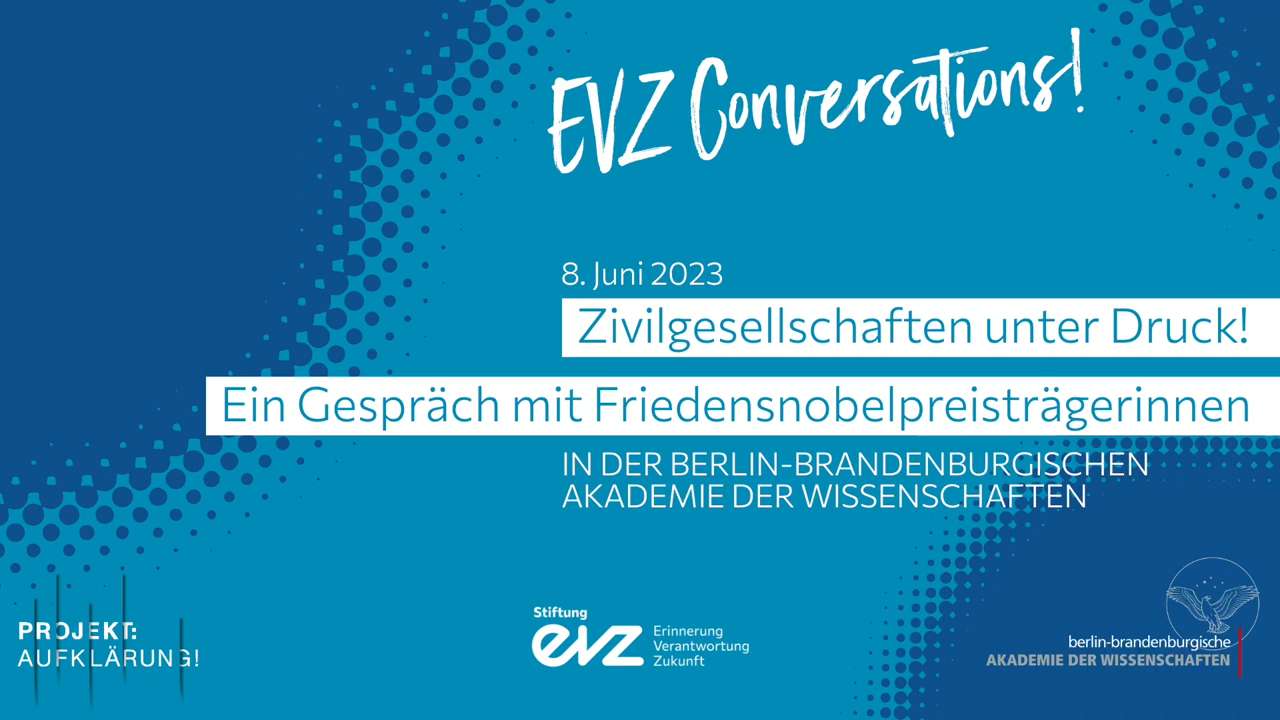 EVZ Conversations!
8. Juni 2023
Zivilgesellschaften unter Druck!
Ein Gespräch mit Friedensnobelpreisträgerinnen
IN DER BERLIN-BRANDENBURGISCHEN
AKADEMIE DER WISSENSCHAFTEN
PROJEKT:
AUFKLÄRUNG!
Stiftung
evz
Erinnerung
Verantwortung
Zukunft
berlin-brandenburgische
AKADEMIE DER WISSENSCHAFTEN